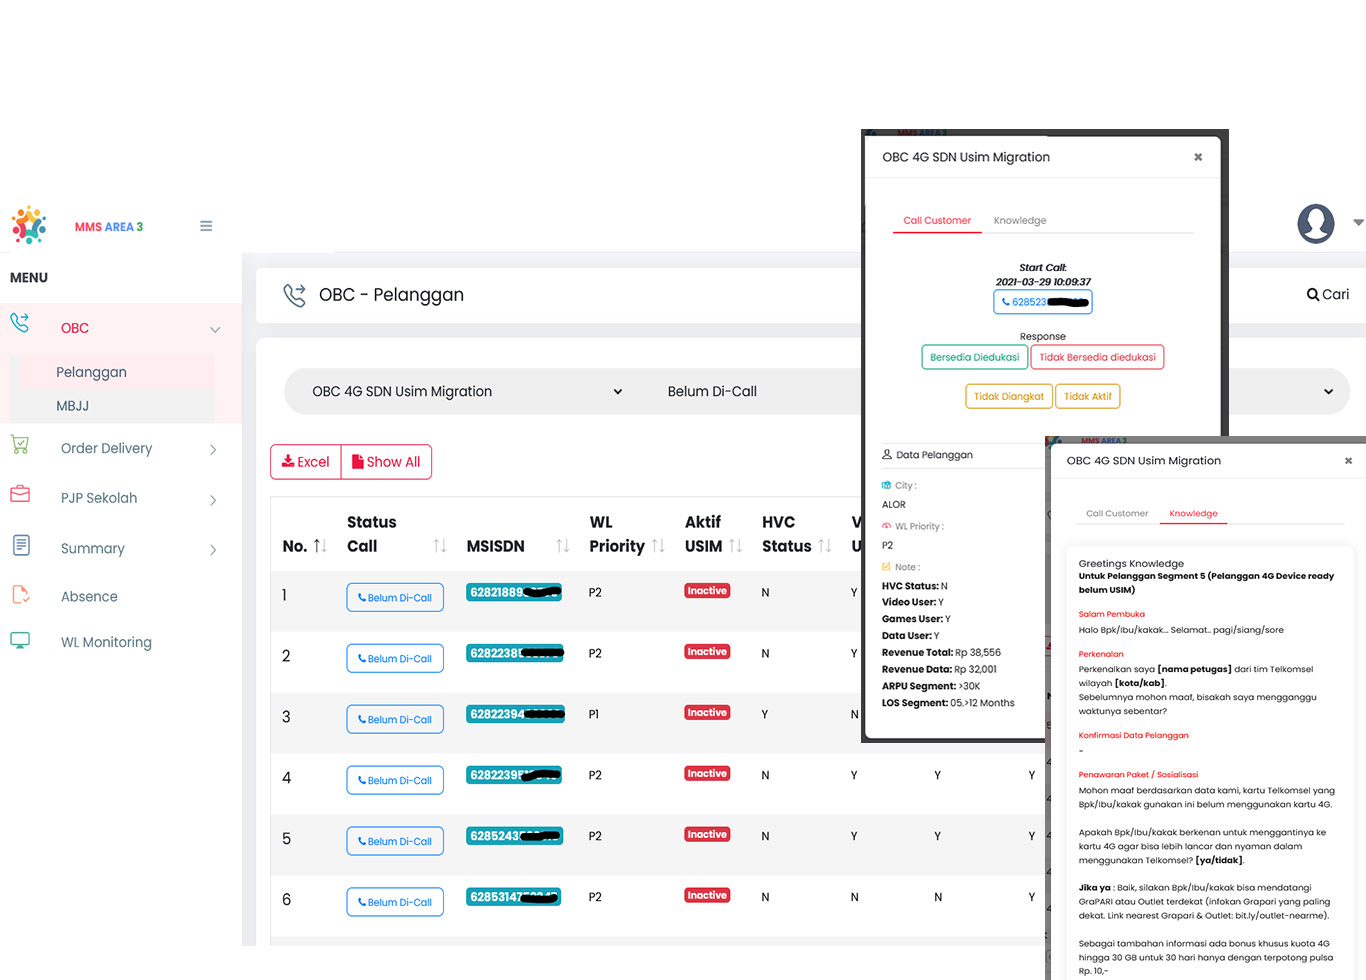 MMS AREA 3
MENU
OBC
Pelanggan
MBJJ
Order Delivery
PJP Sekolah
Summary
Absence
WL Monitoring
OBC - Pelanggan
Cari
OBC 4G SDN Usim Migration
Belum Di-Call
Excel
Show All
No. Status Call MSISDN WL Priority Aktif USIM HVC Status
1 Belum Di-Call 62821889 P2 Inactive N Y
2 Belum Di-Call 6282238 P2 Inactive N Y
3 Belum Di-Call 62822394 P1 Inactive Y N
4 Belum Di-Call 62822395 P2 Inactive N Y Y Y
5 Belum Di-Call 6285243 P2 Inactive N Y Y Y
6 Belum Di-Call 6285314 P2 Inactive N N N Y
MMS AREA 3
OBC 4G SDN Usim Migration
×
Call Customer Knowledge
Start Call:
2021-03-29 10:09:37
628523
Response
Bersedia Diedukasi Tidak Bersedia diedukasi
Tidak Diangkat Tidak Aktif
Data Pelanggan
City :
ALOR
WL Priority :
P2
Note :
HVC Status: N
Video User: Y
Games User: Y
Data User: Y
Revenue Total: Rp 38,556
Revenue Data: Rp 32,001
ARPU Segment: >30K
LOS Segment: 05.>12 Months
MMS AREA 3
OBC 4G SDN Usim Migration
×
Call Customer Knowledge
Greetings Knowledge
Untuk Pelanggan Segment 5 (Pelanggan 4G Device ready
belum USIM)
Salam Pembuka
Halo Bpk/Ibu/kakak... Selamat.. pagi/siang/sore
Perkenalan
Perkenalkan saya [nama petugas] dari tim Telkomsel
wilayah [kota/kab].
Sebelumnya mohon maaf, bisakah saya mengganggu
waktunya sebentar?
Konfirmasi Data Pelanggan
-
Penawaran Paket / Sosialisasi
Mohon maaf berdasarkan data kami, kartu Telkomsel yang
Bpk/Ibu/kakak gunakan ini belum menggunakan kartu 4G.
Apakah Bpk/Ibu/kakak berkenan untuk menggantinya ke
kartu 4G agar bisa lebih lancar dan nyaman dalam
menggunakan Telkomsel? [ya/tidak].
Jika ya : Baik, silakan Bpk/Ibu/kakak bisa mendatangi
GraPARI atau Outlet terdekat (infokan Grapari yang paling
dekat. Link nearest Grapari & Outlet: bit.ly/outlet-nearme).
Sebagai tambahan informasi ada bonus khusus kuota 4G
hingga 30 GB untuk 30 hari hanya dengan terpotong pulsa
Rp. 10,-